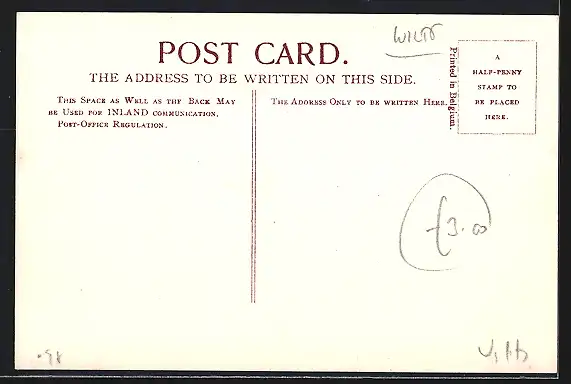 WILTS
POST CARD.
THE ADDRESS TO BE WRITTEN ON THIS SIDE.
THIS SPACE AS WELL AS THE BACK MAY
BE USED FOR INLAND COMMUNICATION,
POST-OFFICE REGULATION.
THE ADDRESS ONLY TO BE WRITTEN HERE.
Printed in Belgium.
A
HALF-PENNY
STAMP TO
BE PLACED
HERE.
£3.00